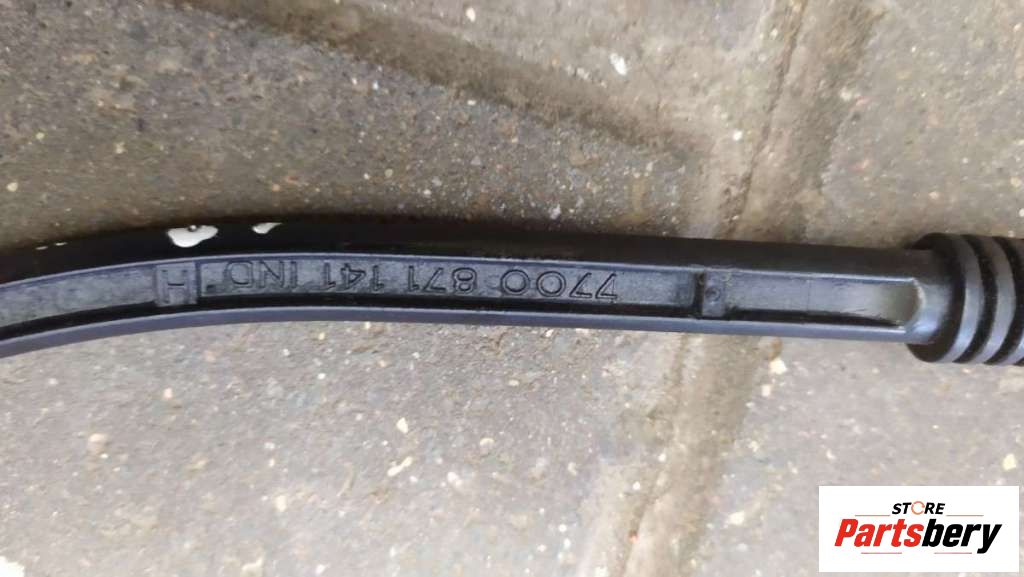 7700 871 141 IND. H
STORE
Partsbery